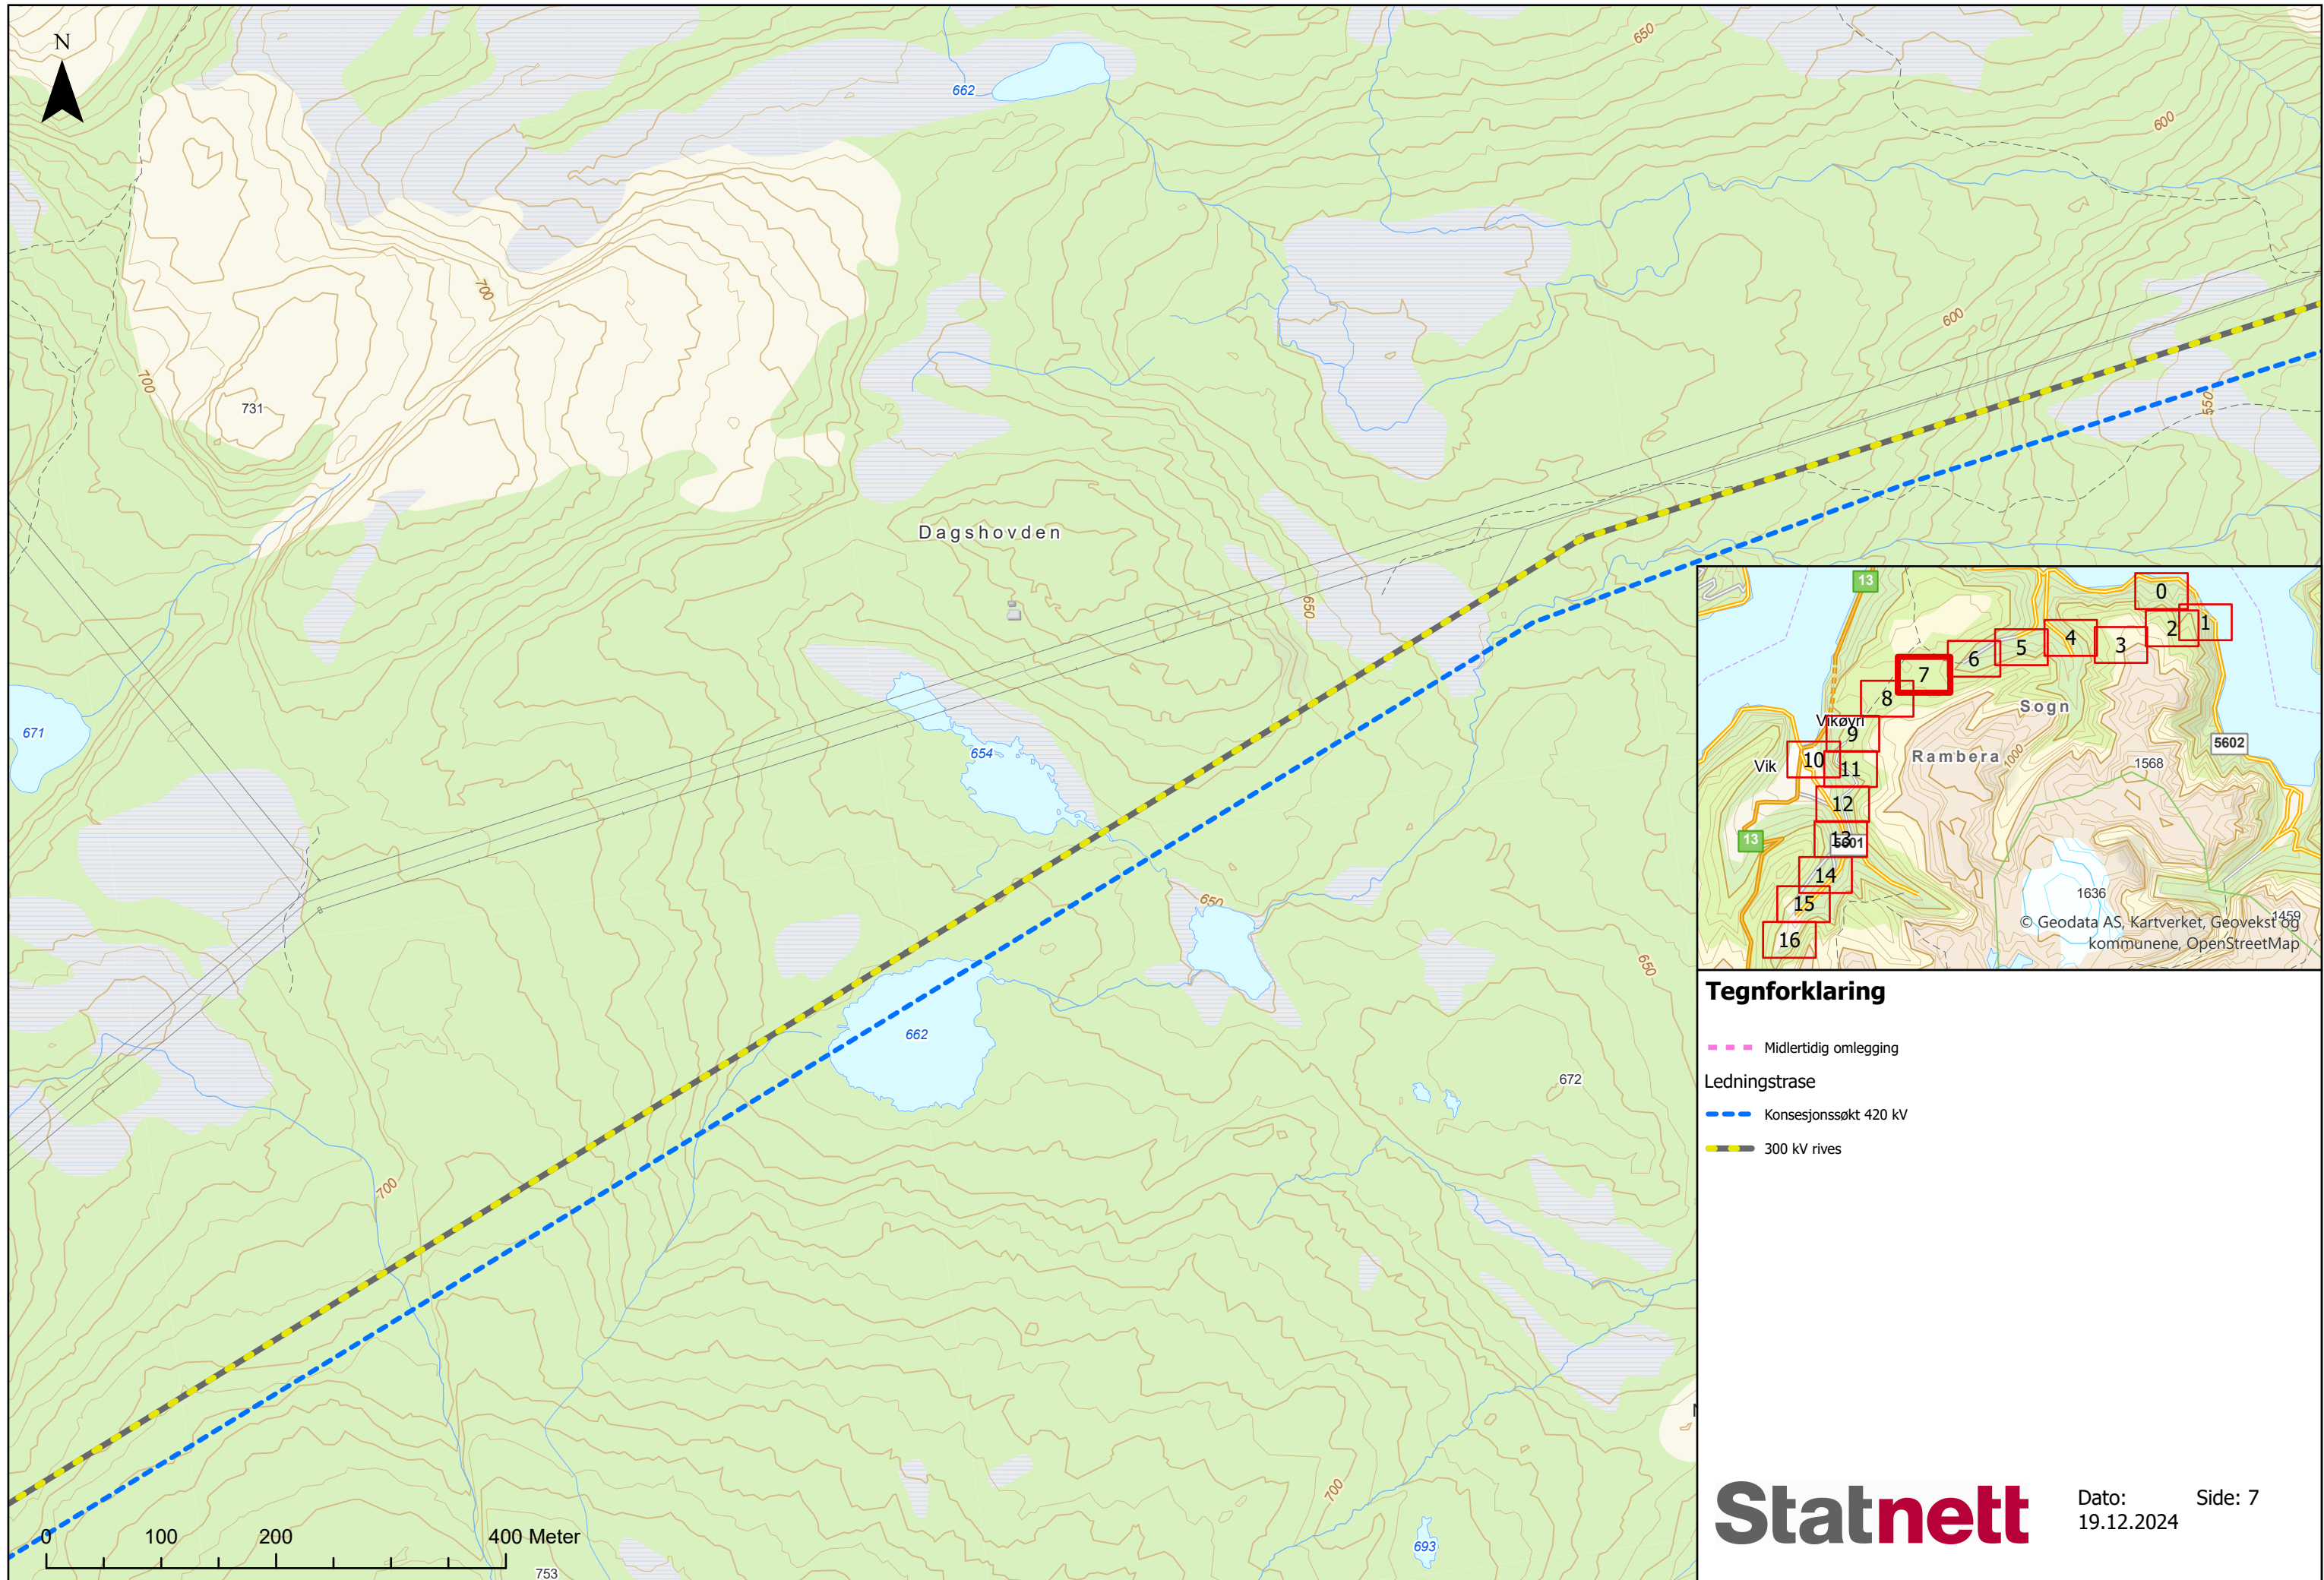 N
650
662
600
700
700
731
600
550
Dagshovden
650
671
654
650
650
662
672
700
700
693
753
0 100 200 400 Meter
13
0
1
2
3
4
5
6
7
8
Sogn
Vikøyri
9
10
11
Vik
Rambera
1000
1568
5602
12
13
13
5601
14
15
16
1636
1459
© Geodata AS, Kartverket, Geovekst og
kommunene, OpenStreetMap
Tegnforklaring
Midlertidig omlegging
Ledningstrase
Konsesjonssøkt 420 kV
300 kV rives
Statnett
Dato: Side: 7
19.12.2024